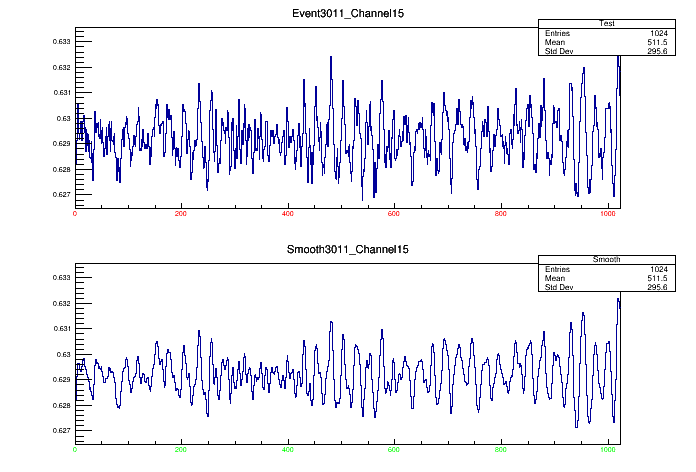 Event3011_Channel15
Test
Entries 1024
Mean 511.5
Std Dev 295.6
0.633
0.632
0.631
0.63
0.629
0.628
0.627
0 200 400 600 800 1000
Smooth3011_Channel15
Smooth
Entries 1024
Mean 511.5
Std Dev 295.6
0.633
0.632
0.631
0.63
0.629
0.628
0.627
0 200 400 600 800 1000